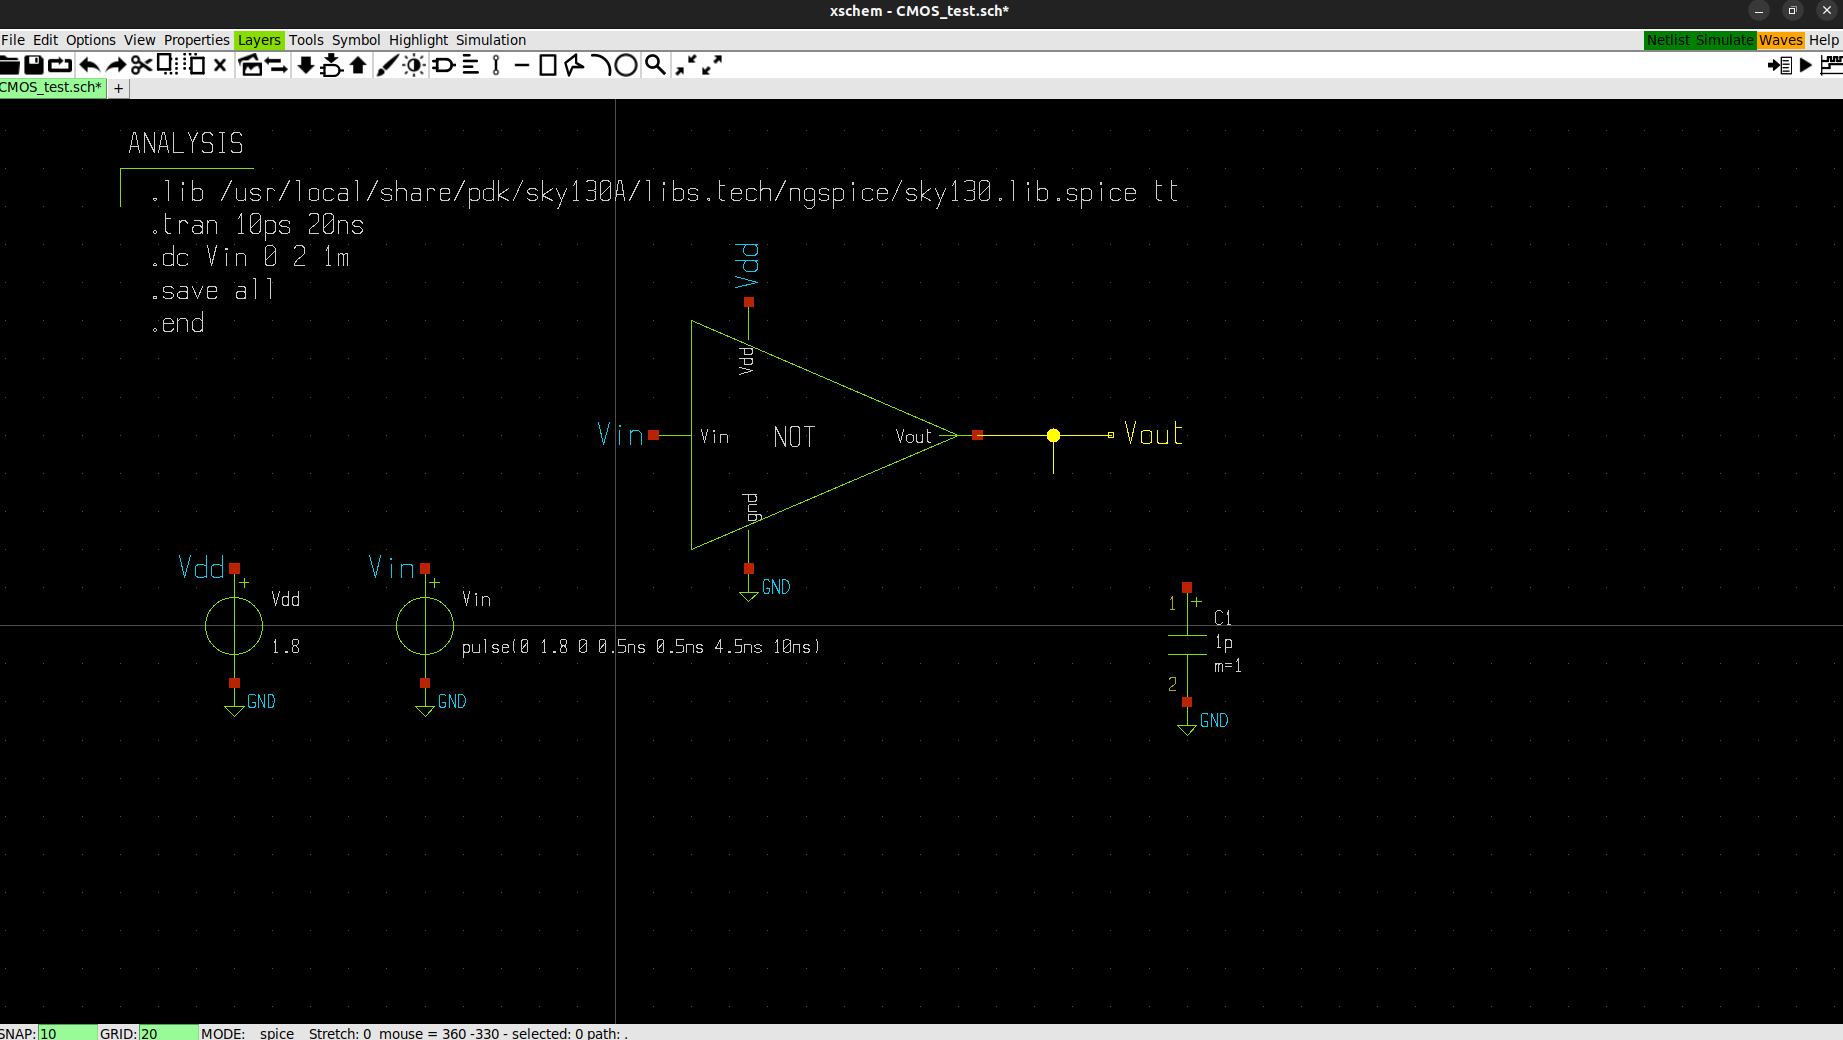 xschem - CMOS_test.sch*
File Edit Options View Properties Layers Tools Symbol Highlight Simulation
Netlist Simulate Waves Help
CMOS_test.sch* +
ANALYSIS
.lib /usr/local/share/pdk/sky130A/libs.tech/ngspice/sky130.lib.spice tt
.tran 10ps 20ns
.dc Vin 0 2 1m
.save all
.end
Vdd
Vdd
Vin Vin NOT Vout Vout
gnd
GND
Vdd + Vdd 1.8 GND
Vin + Vin pulse(0 1.8 0 0.5ns 0.5ns 4.5ns 10ns) GND
1 +
C1
1p
m=1
2
GND
SNAP: 10 GRID: 20 MODE: spice Stretch: 0 mouse = 360 -330 - selected: 0 path: .